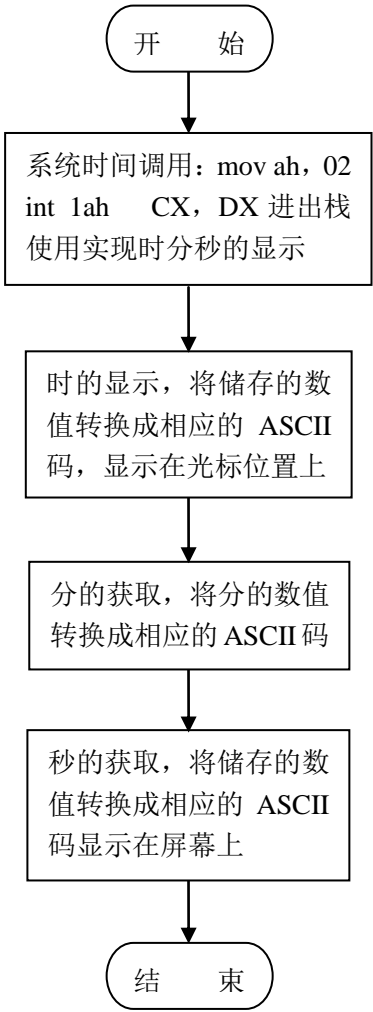 开 始
系统时间调用：mov ah，02
int 1ah CX，DX 进出栈
使用实现时分秒的显示
时的显示，将储存的数
值转换成相应的 ASCII
码，显示在光标位置上
分的获取，将分的数值
转换成相应的 ASCII 码
秒的获取，将储存的数
值转换成相应的 ASCII
码显示在屏幕上
结 束